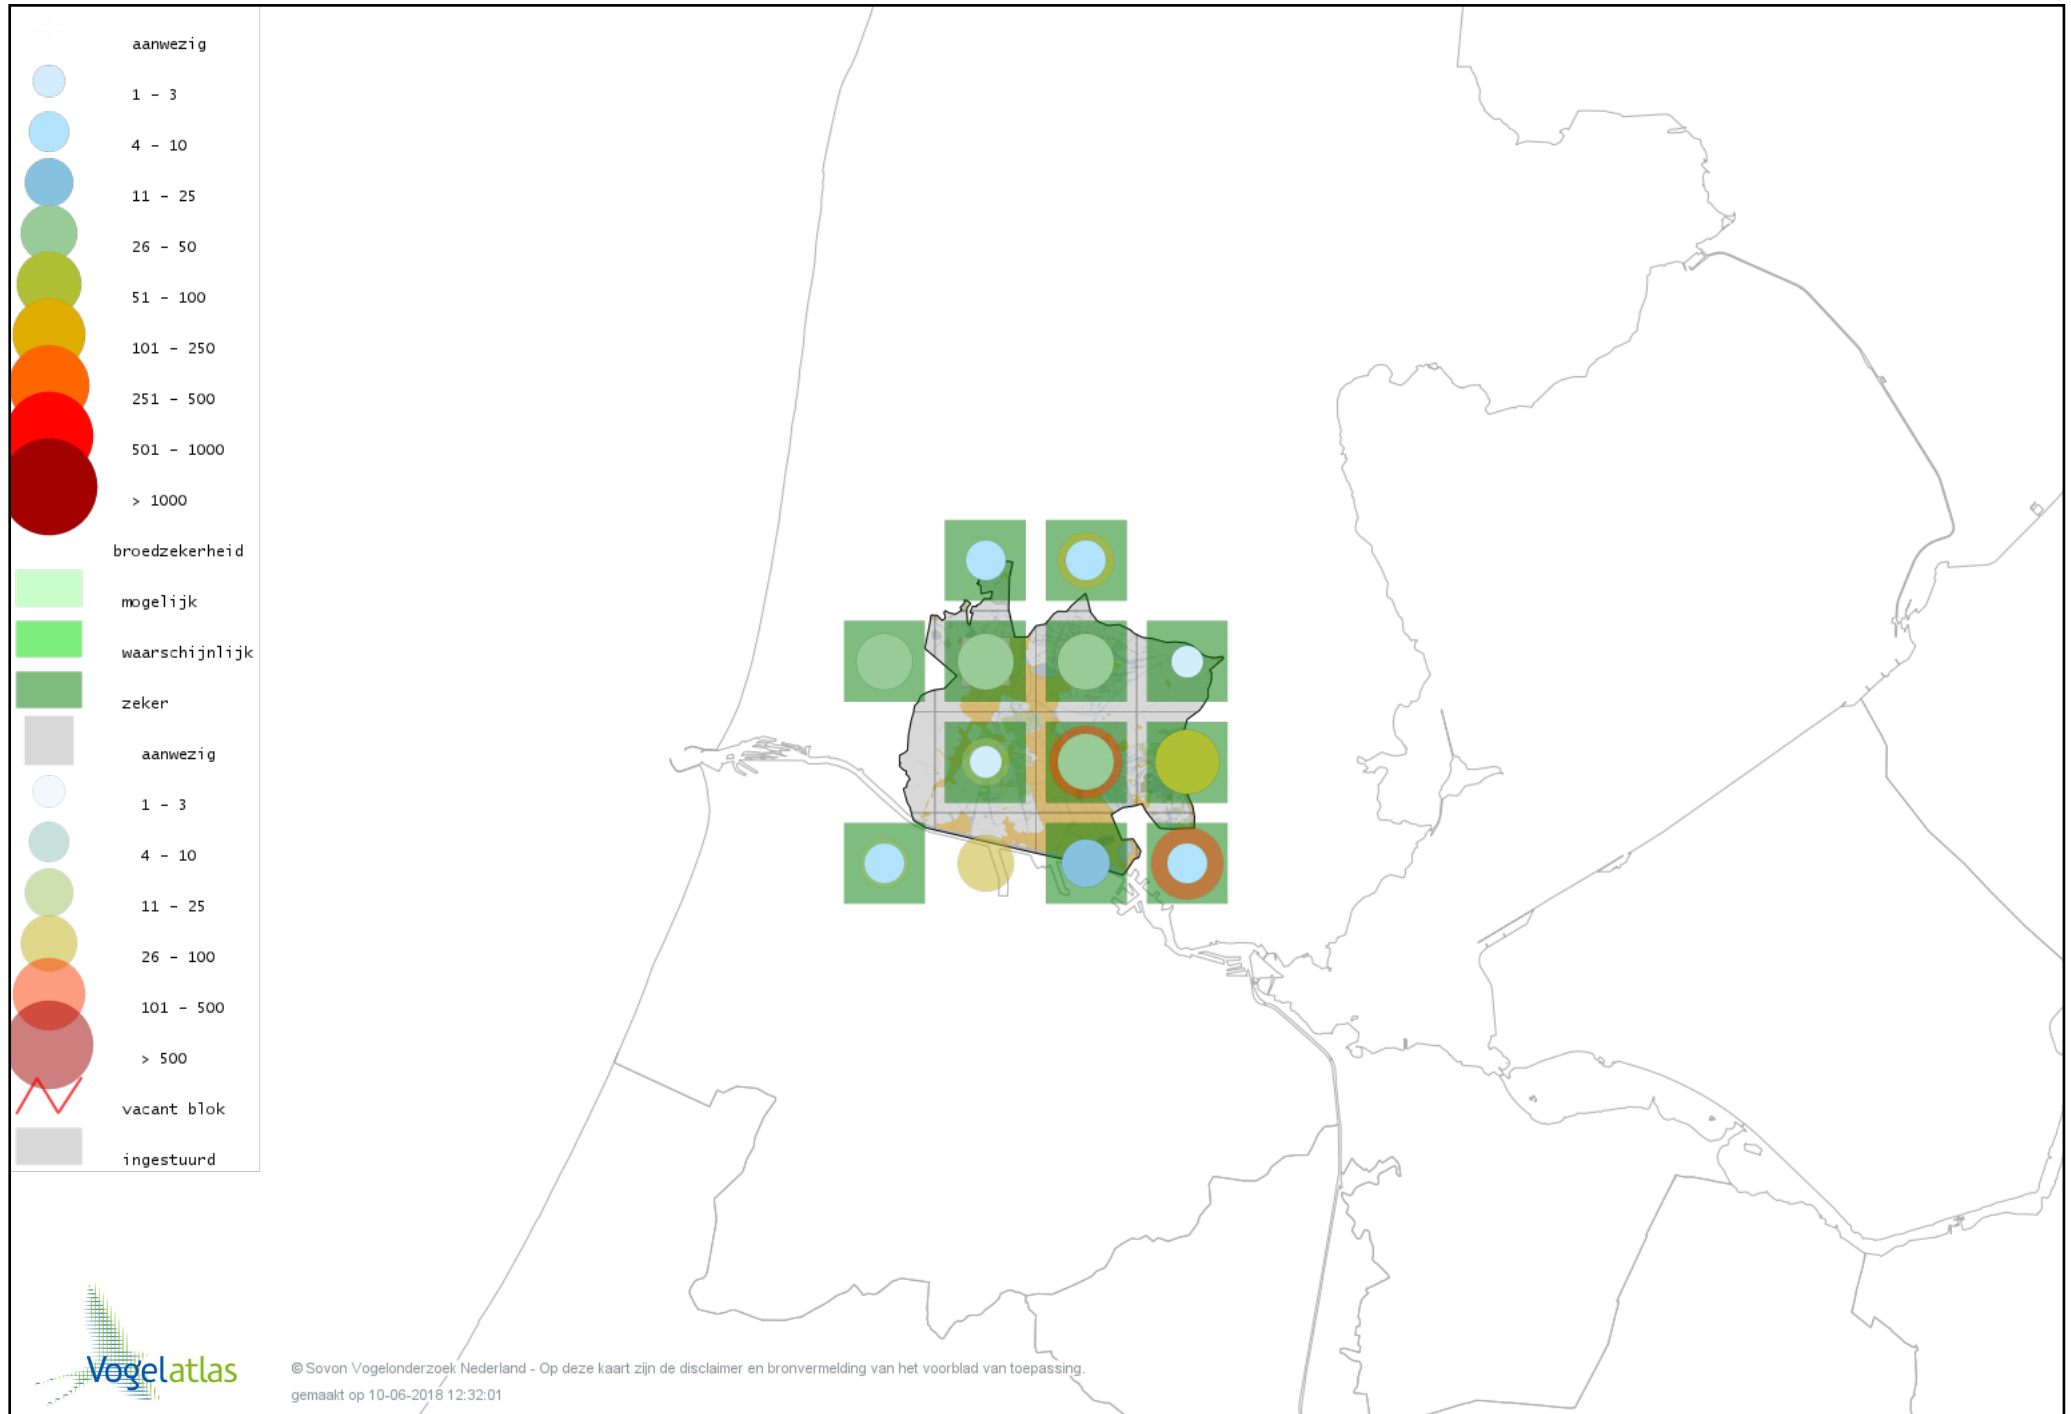 aanwezig
1 - 3
4 - 10
11 - 25
26 - 50
51 - 100
101 - 250
251 - 500
501 - 1000
> 1000
broedzekerheid
mogelijk
waarschijnlijk
zeker
aanwezig
1 - 3
4 - 10
11 - 25
26 - 100
101 - 500
> 500
vacant blok
ingestuurd
Vogelatlas
© Sovon Vogelonderzoek Nederland - Op deze kaart zijn de disclaimer en bronvermelding van het voorblad van toepassing.
gemaakt op 10-06-2018 12:32:01